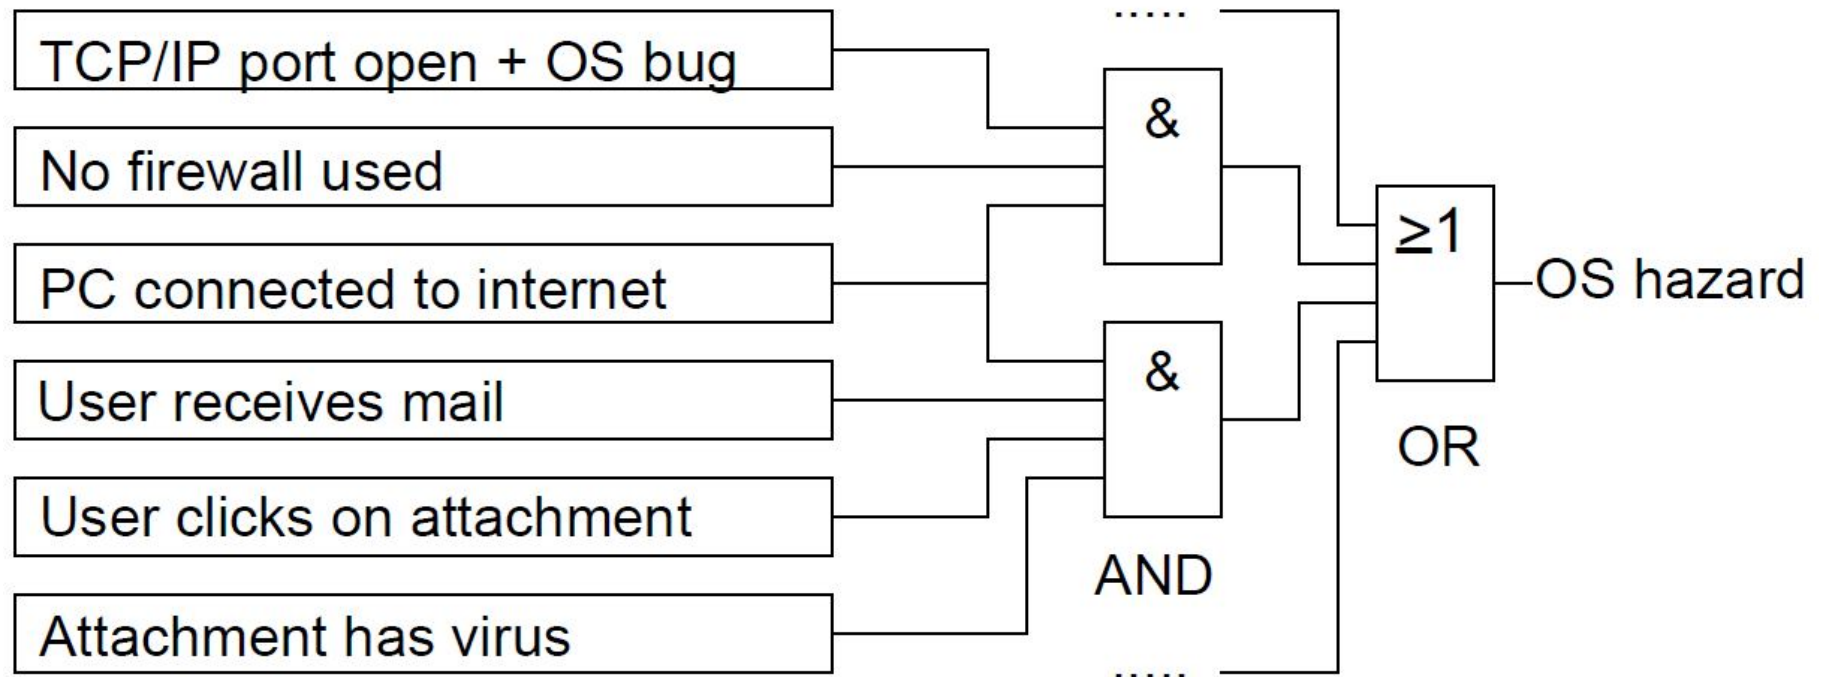 .....
TCP/IP port open + OS bug
&
No firewall used
≥1
PC connected to internet
OS hazard
&
User receives mail
OR
User clicks on attachment
AND
Attachment has virus
.....